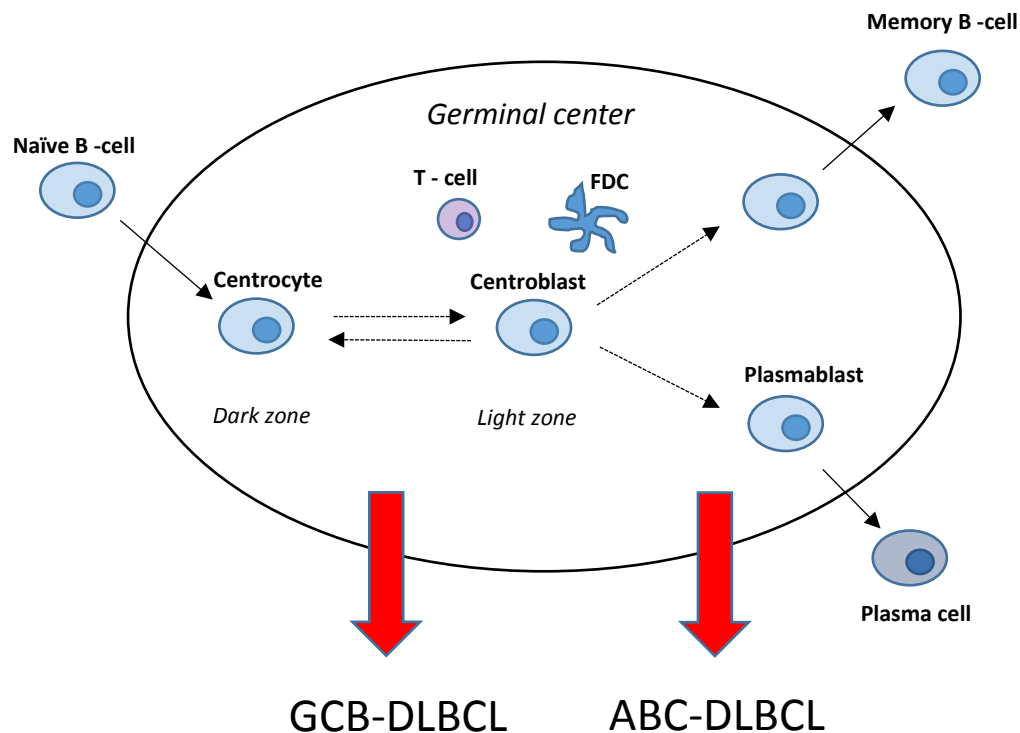 Memory B -cell
Germinal center
Naïve B -cell
T - cell
FDC
Centrocyte
Centroblast
Plasmablast
Dark zone
Light zone
Plasma cell
GCB-DLBCL
ABC-DLBCL